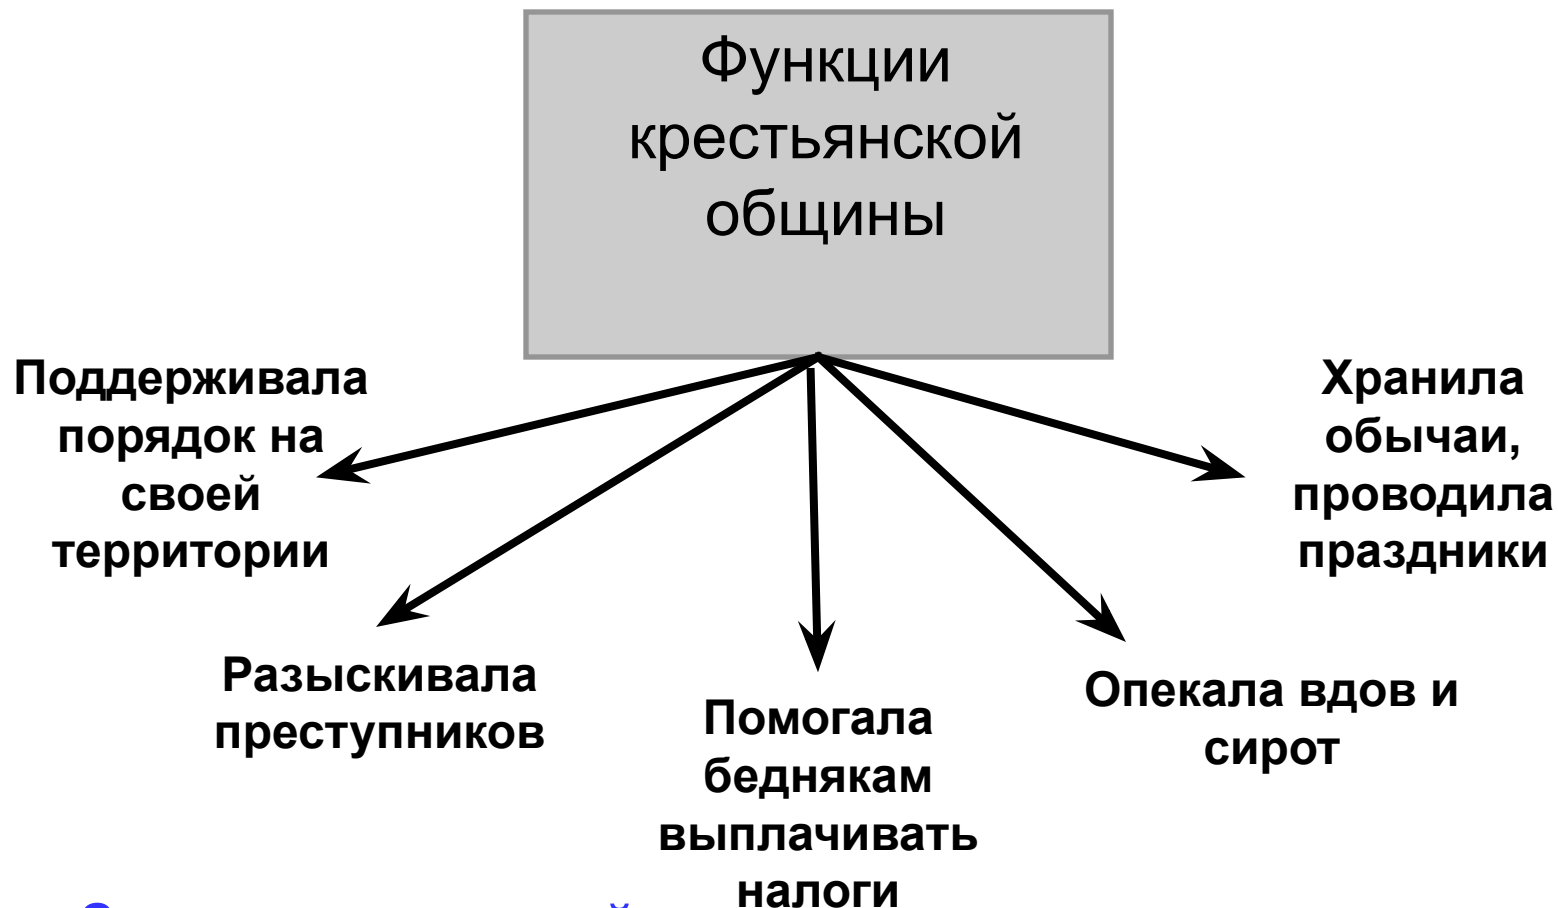 Функции
крестьянской
общины
Поддерживала
порядок на
своей
территории
Разыскивала
преступников
Помогала
беднякам
выплачивать
налоги
Опекала вдов и
сирот
Хранила
обычаи,
проводила
праздники